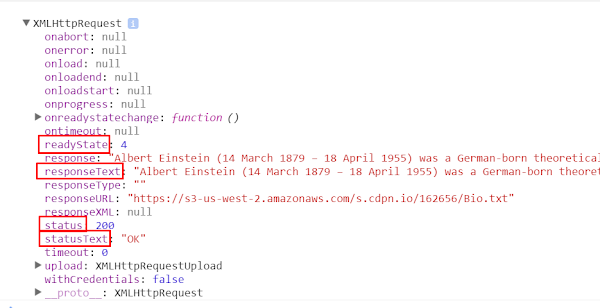 XMLHttpRequest i
onabort: null
onerror: null
onload: null
onloadend: null
onloadstart: null
onprogress: null
onreadystatechange: function ()
ontimeout: null
readyState: 4
response: "Albert Einstein (14 March 1879 – 18 April 1955) was a German-born theoretical
responseText: "Albert Einstein (14 March 1879 – 18 April 1955) was a German-born theor
responseType: ""
responseURL: "https://s3-us-west-2.amazonaws.com/s.cdpn.io/162656/Bio.txt"
responseXML: null
status: 200
statusText: "OK"
timeout: 0
upload: XMLHttpRequestUpload
withCredentials: false
__proto__: XMLHttpRequest